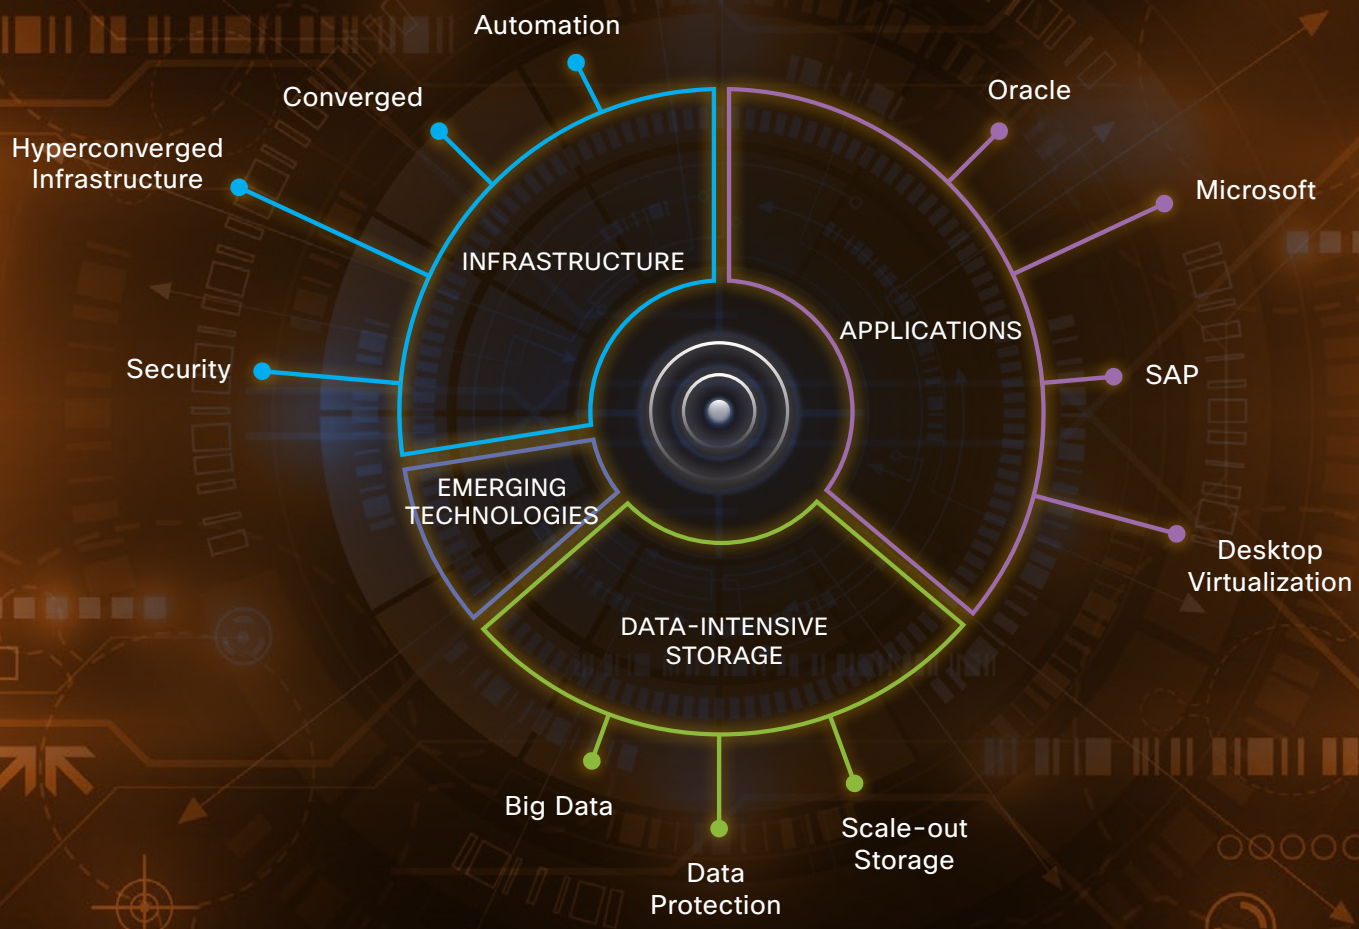 Automation
Converged
Oracle
Hyperconverged
Infrastructure
Microsoft
INFRASTRUCTURE
APPLICATIONS
Security
SAP
EMERGING
TECHNOLOGIES
Desktop
Virtualization
DATA-INTENSIVE
STORAGE
Big Data
Scale-out
Storage
Data
Protection